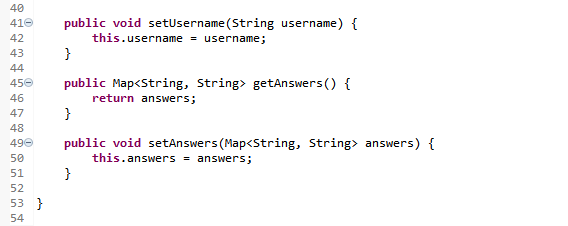 40
41    public void setUsername(String username) {
42        this.username = username;
43    }
44
45    public Map<String, String> getAnswers() {
46        return answers;
47    }
48
49    public void setAnswers(Map<String, String> answers) {
50        this.answers = answers;
51    }
52
53 }
54